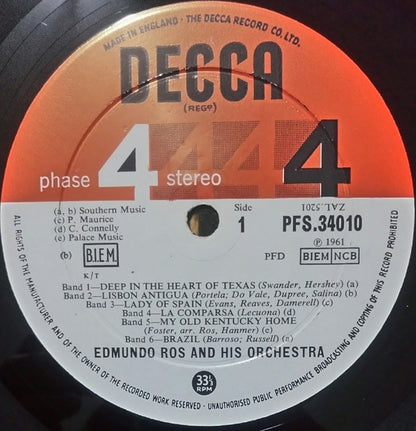 MADE IN ENGLAND · THE DECCA RECORD CO. LTD.
DECCA
(REGD)
phase 4 stereo 4 4 4
(a, b) Southern Music
(c) P. Maurice
(d) C. Connelly
(e) Palace Music
Side
1
ZAL.5201
PFS.34010
℗ 1961
(b) BIEM
PFD BIEM NCB
K/T
Band 1—DEEP IN THE HEART OF TEXAS (Swander, Hershey) (a)
Band 2—LISBON ANTIGUA (Portela; Do Vale, Dupree, Salina) (b)
Band 3—LADY OF SPAIN (Evans, Reaves, Damerell) (c)
Band 4—LA COMPARSA (Lecuona) (d)
Band 5—MY OLD KENTUCKY HOME
(Foster, arr. Ros, Hanmer) (e)
Band 6—BRAZIL (Barroso; Russell) (a)
EDMUNDO ROS AND HIS ORCHESTRA
33⅓
RPM
ALL RIGHTS OF THE MANUFACTURER AND OF THE OWNER OF THE RECORDED WORK RESERVED · UNAUTHORISED PUBLIC PERFORMANCE BROADCASTING AND COPYING OF THIS RECORD PROHIBITED